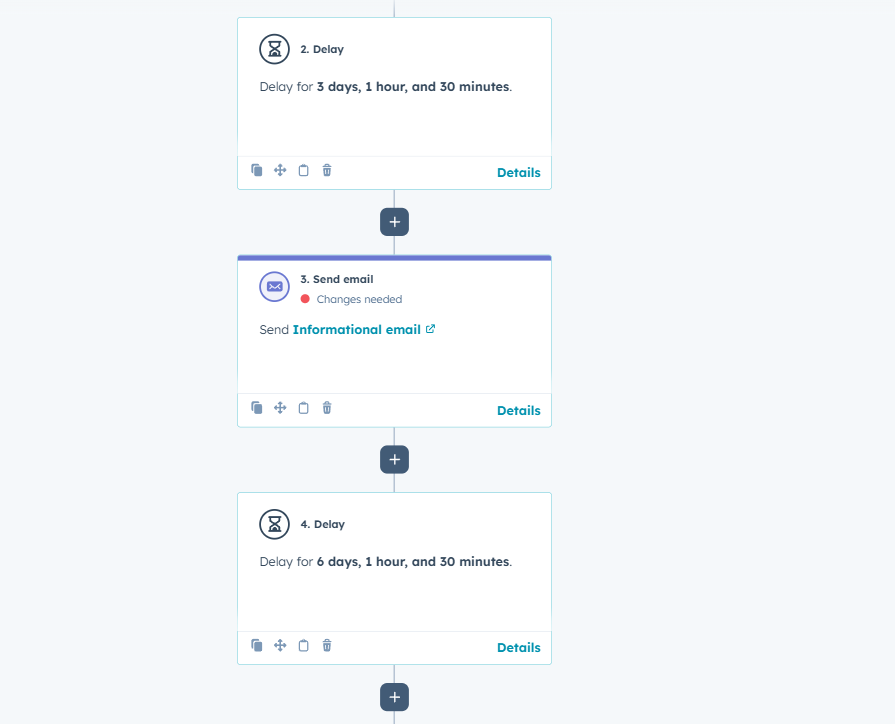 2. Delay
Delay for 3 days, 1 hour, and 30 minutes.
Details
3. Send email
Changes needed
Send Informational email
Details
4. Delay
Delay for 6 days, 1 hour, and 30 minutes.
Details